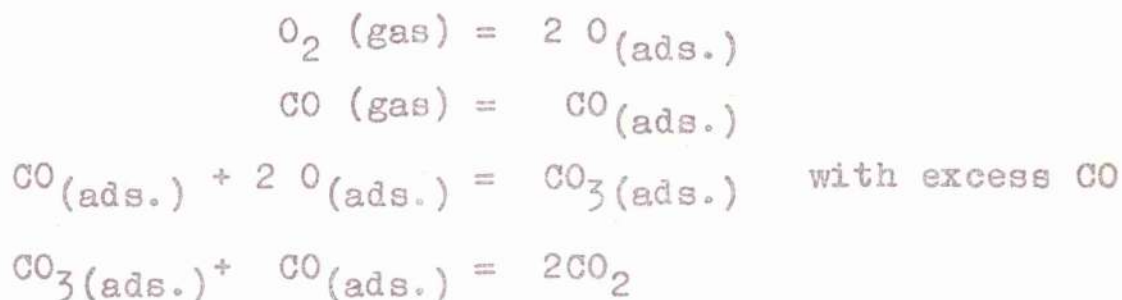 O2 (gas) = 2 O(ads.)
CO (gas) = CO(ads.)
CO(ads.) + 2 O(ads.) = CO3(ads.) with excess CO
CO3(ads.)+ CO(ads.) = 2CO2